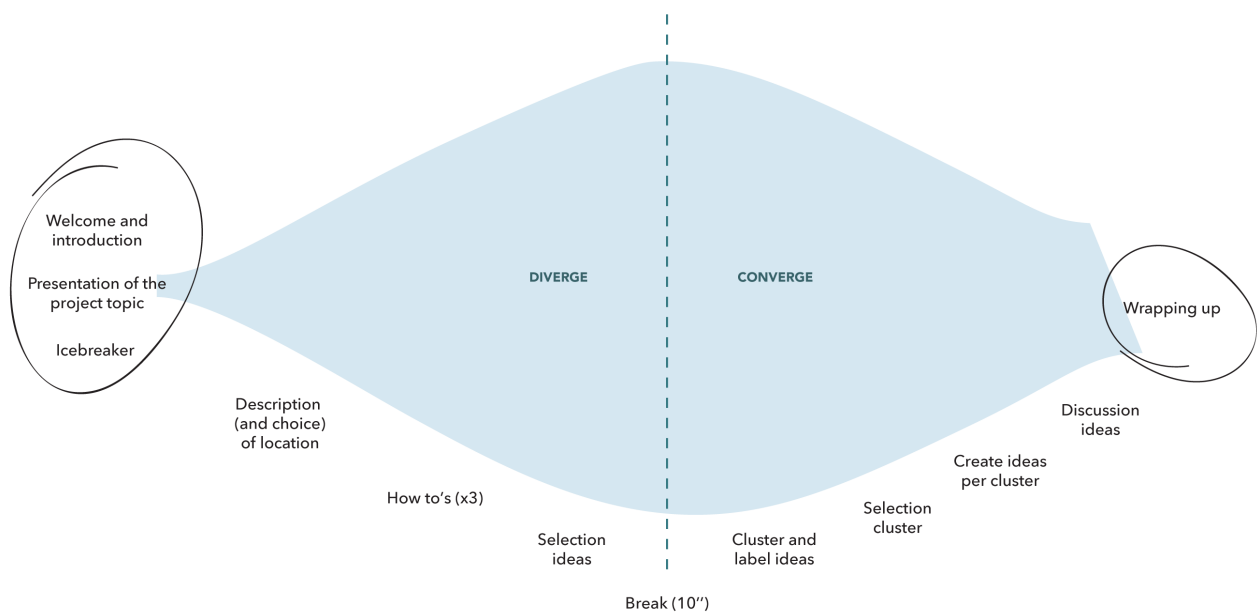 Welcome and
introduction
Presentation of the
project topic
Icebreaker
DIVERGE
CONVERGE
Wrapping up
Description
(and choice)
of location
How to’s (x3)
Selection
ideas
Break (10’’)
Cluster and
label ideas
Selection
cluster
Create ideas
per cluster
Discussion
ideas